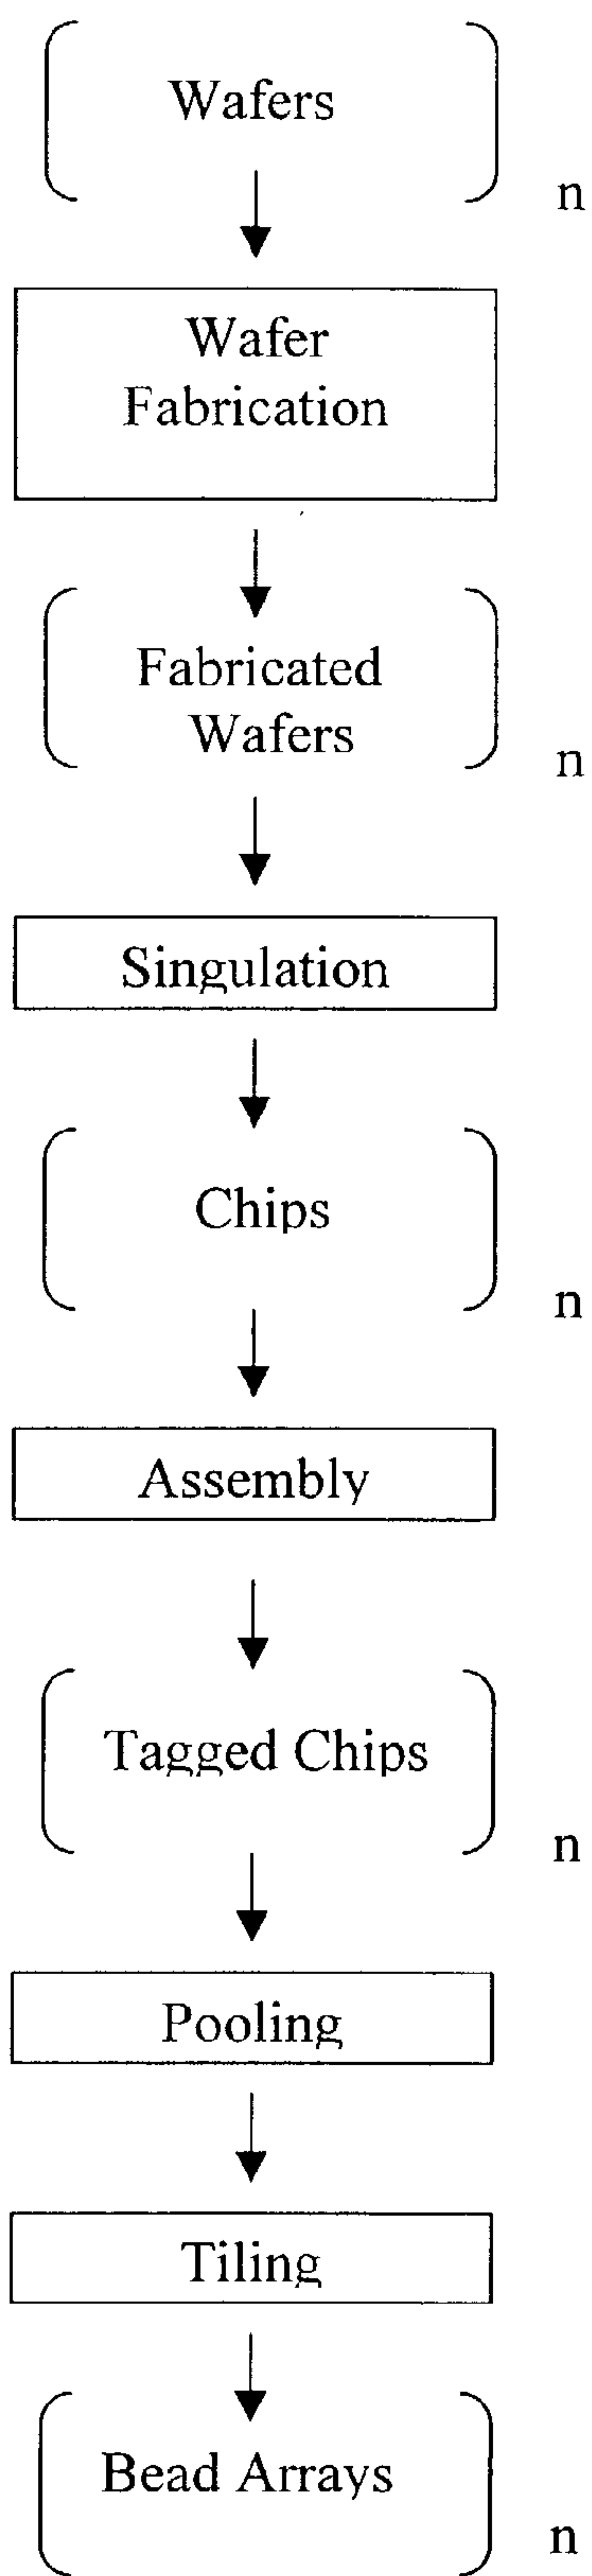 Wafers
n
Wafer
Fabrication
Fabricated
Wafers
n
Singulation
Chips
n
Assembly
Tagged Chips
n
Pooling
Tiling
Bead Arrays
n